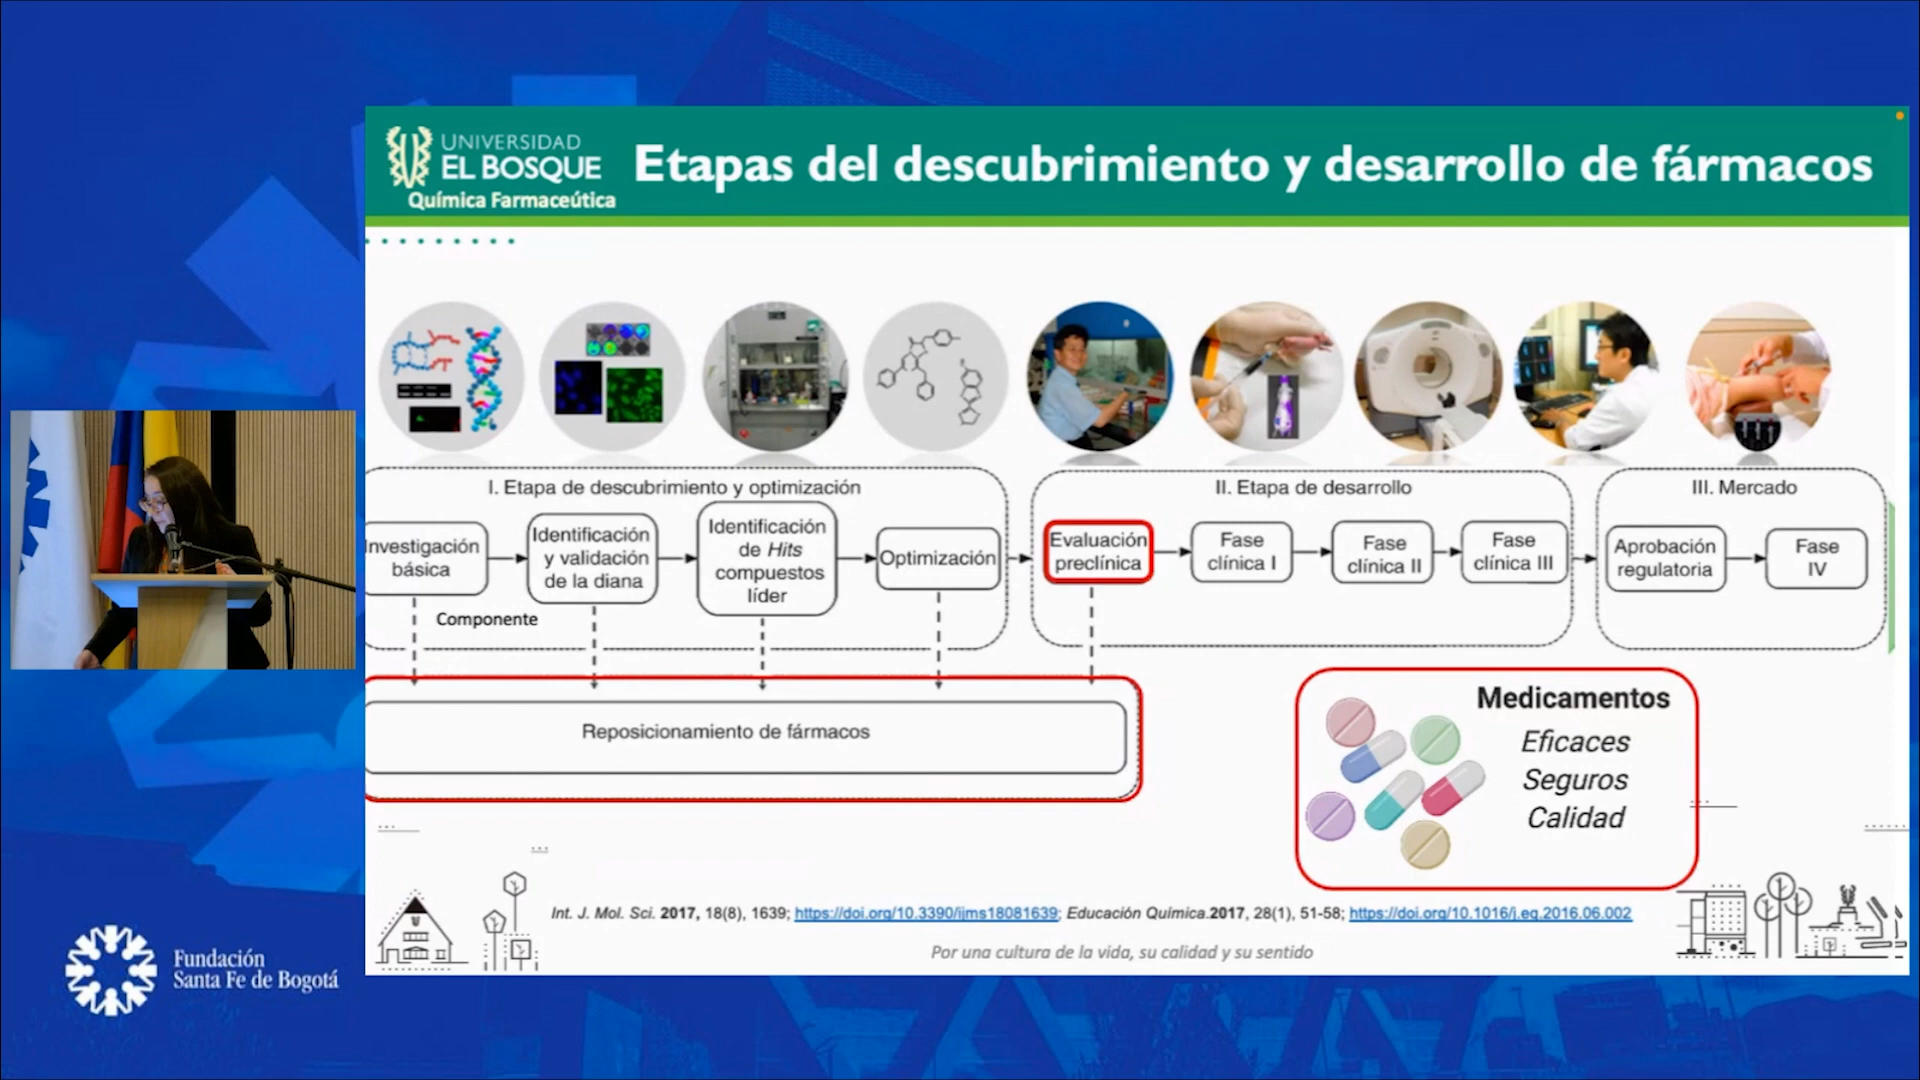 UNIVERSIDAD
EL BOSQUE
Química Farmaceútica
Etapas del descubrimiento y desarrollo de fármacos
I. Etapa de descubrimiento y optimización
Investigación
básica
Identificación
y validación
de la diana
Identificación
de Hits
compuestos
líder
Optimización
Componente
II. Etapa de desarrollo
Evaluación
preclínica
Fase
clínica I
Fase
clínica II
Fase
clínica III
III. Mercado
Aprobación
regulatoria
Fase
IV
Reposicionamiento de fármacos
Medicamentos
Eficaces
Seguros
Calidad
Int. J. Mol. Sci. 2017, 18(8), 1639; https://doi.org/10.3390/ijms18081639; Educación Química.2017, 28(1), 51-58; https://doi.org/10.1016/j.eq.2016.06.002
Por una cultura de la vida, su calidad y su sentido
Fundación
Santa Fe de Bogotá